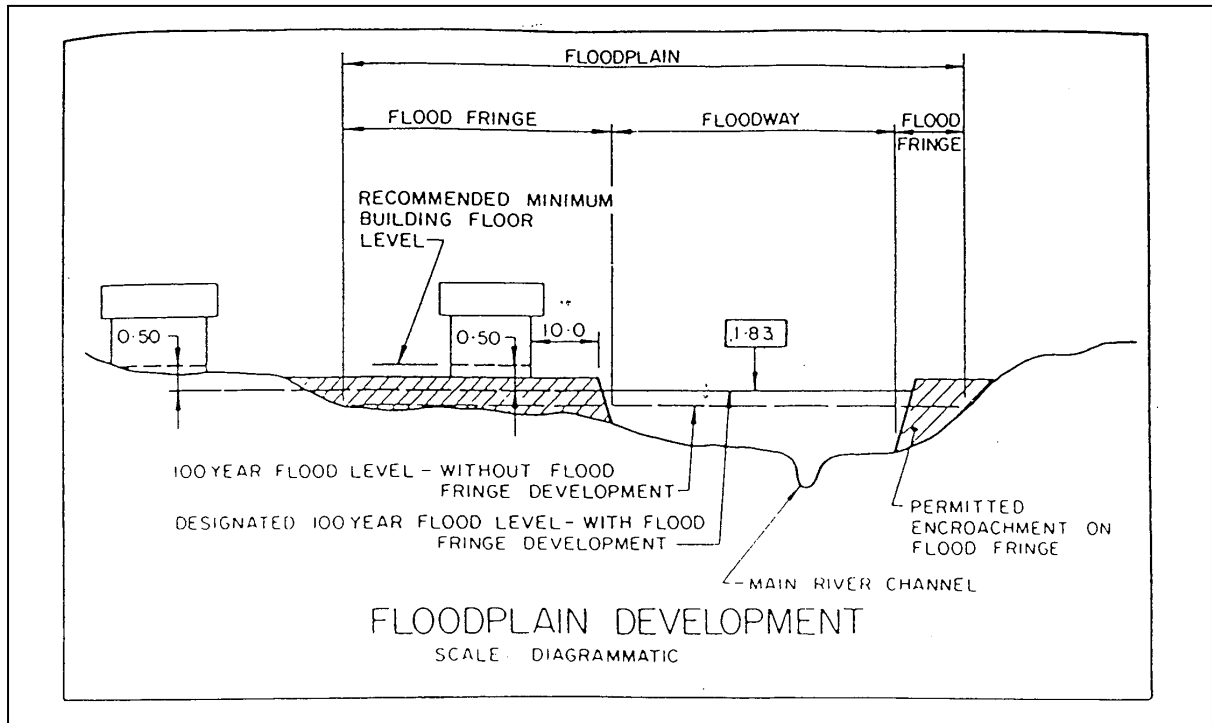 FLOODPLAIN
FLOOD FRINGE
FLOODWAY
FLOOD
FRINGE
RECOMMENDED MINIMUM
BUILDING FLOOR
LEVEL
0·50
0·50
10·0
1·83
100 YEAR FLOOD LEVEL - WITHOUT FLOOD
FRINGE DEVELOPMENT
DESIGNATED 100 YEAR FLOOD LEVEL - WITH FLOOD
FRINGE DEVELOPMENT
PERMITTED
ENCROACHMENT ON
FLOOD FRINGE
MAIN RIVER CHANNEL
FLOODPLAIN DEVELOPMENT
SCALE · DIAGRAMMATIC